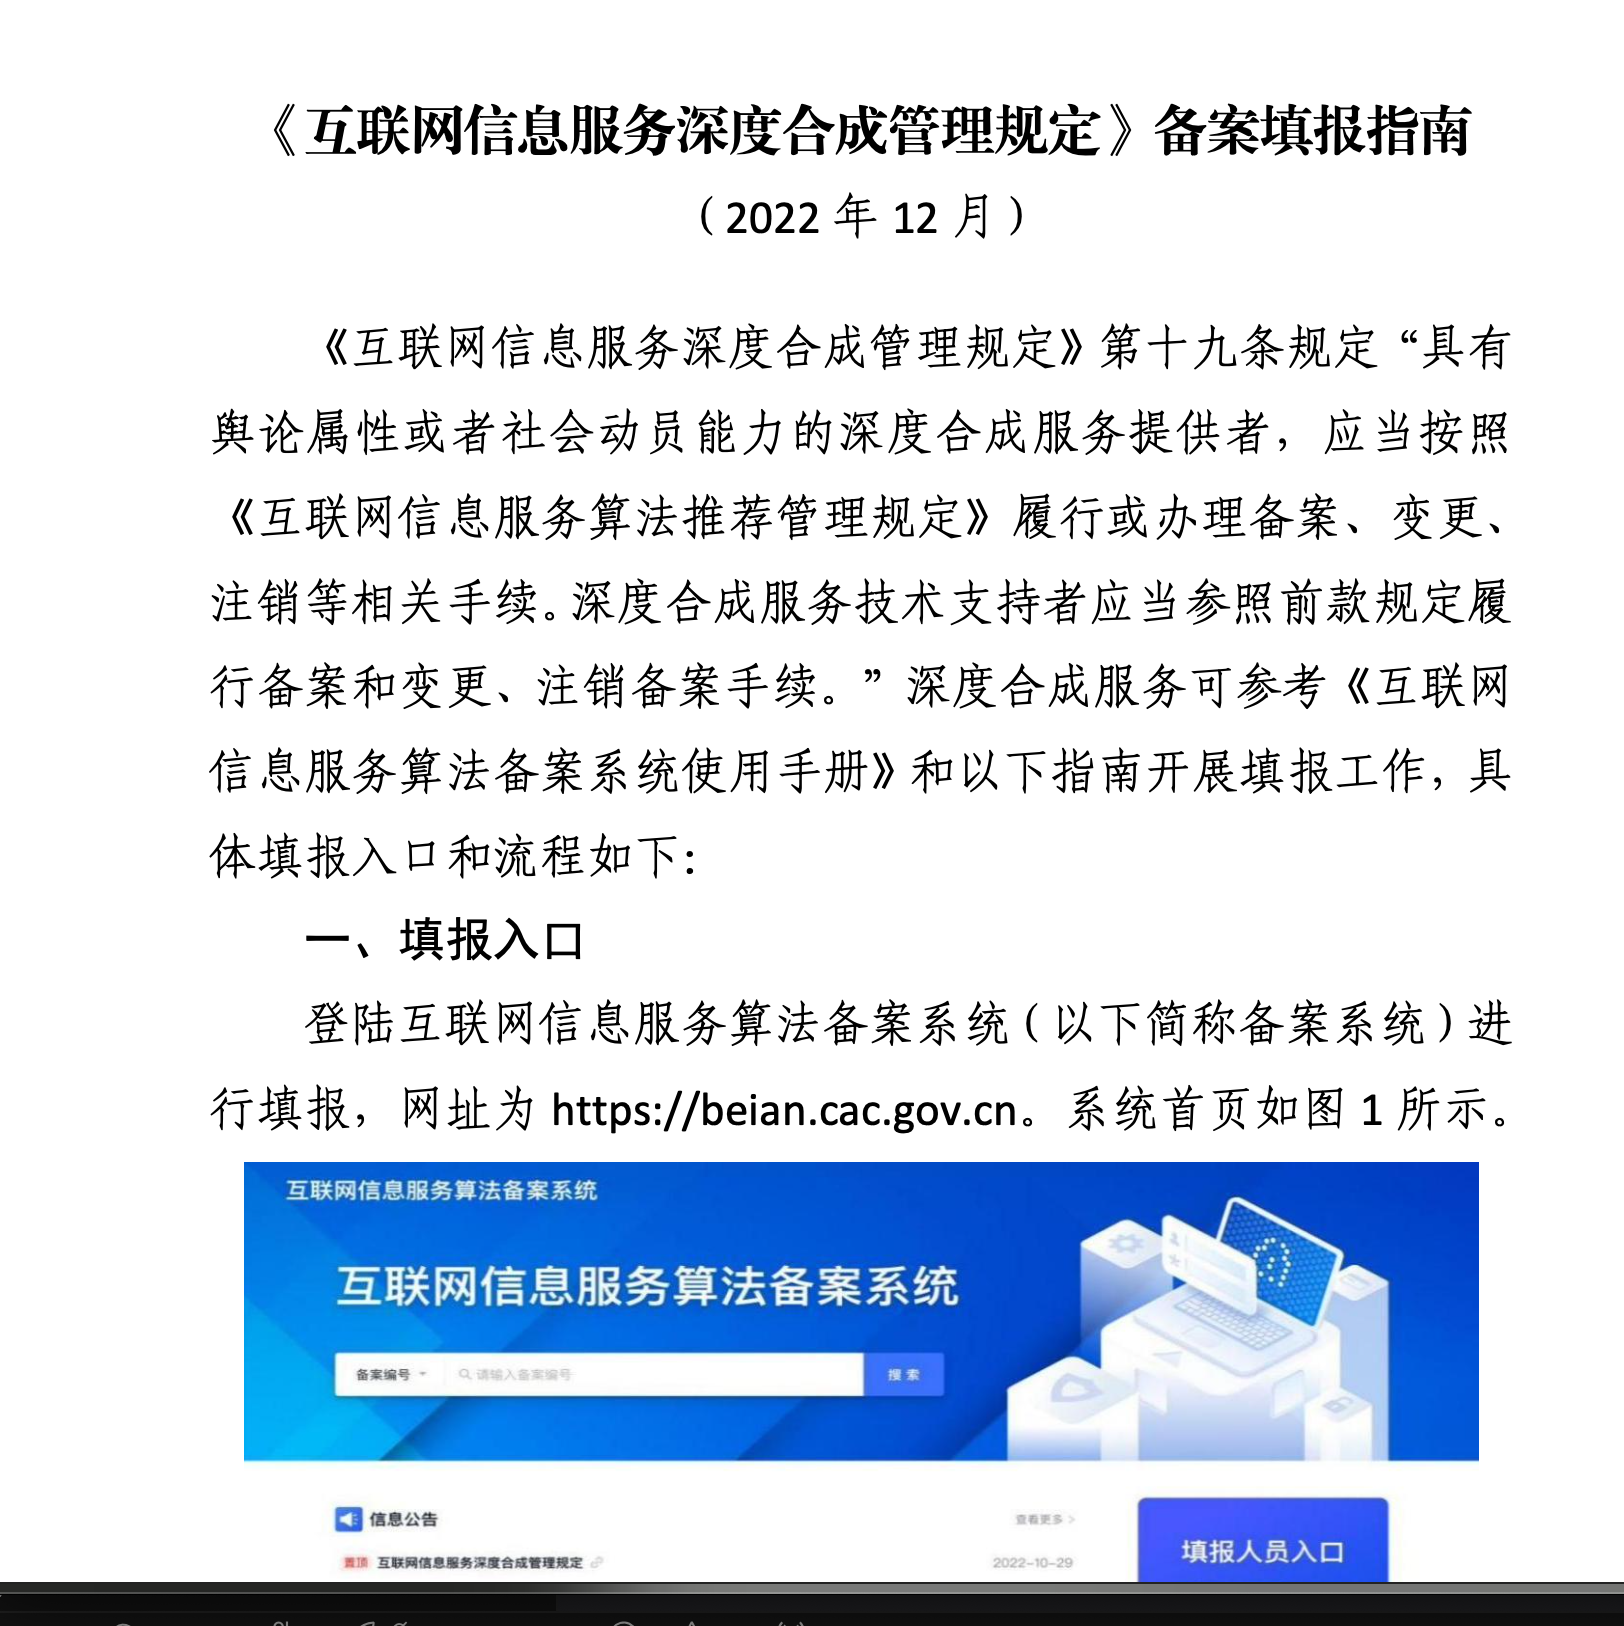 《互联网信息服务深度合成管理规定》备案填报指南
（2022 年 12 月）
《互联网信息服务深度合成管理规定》第十九条规定“具有
舆论属性或者社会动员能力的深度合成服务提供者，应当按照
《互联网信息服务算法推荐管理规定》履行或办理备案、变更、
注销等相关手续。深度合成服务技术支持者应当参照前款规定履
行备案和变更、注销备案手续。”深度合成服务可参考《互联网
信息服务算法备案系统使用手册》和以下指南开展填报工作，具
体填报入口和流程如下：
一、填报入口
登陆互联网信息服务算法备案系统（以下简称备案系统）进
行填报，网址为 https://beian.cac.gov.cn。系统首页如图 1 所示。
互联网信息服务算法备案系统
互联网信息服务算法备案系统
备案编号 请输入备案编号 搜 索
信息公告 查看更多 >
填报人员入口
置顶 互联网信息服务深度合成管理规定 2022-10-29